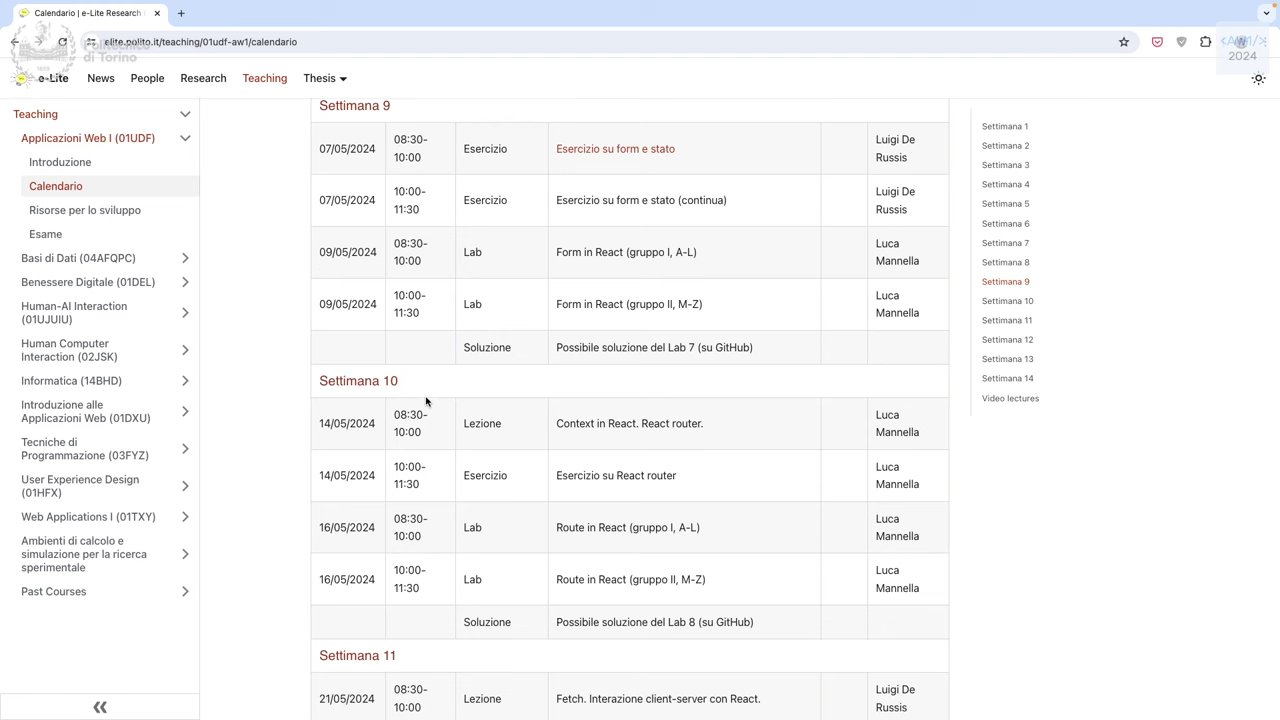 Calendario | e-Lite Research
elite.polito.it/teaching/01udf-aw1/calendario
Politecnico
di Torino
<AW1/>
2024
e-Lite
News
People
Research
Teaching
Thesis
Teaching
Applicazioni Web I (01UDF)
Introduzione
Calendario
Risorse per lo sviluppo
Esame
Basi di Dati (04AFQPC)
Benessere Digitale (01DEL)
Human-AI Interaction
(01UJUIU)
Human Computer
Interaction (02JSK)
Informatica (14BHD)
Introduzione alle
Applicazioni Web (01DXU)
Tecniche di
Programmazione (03FYZ)
User Experience Design
(01HFX)
Web Applications I (01TXY)
Ambienti di calcolo e
simulazione per la ricerca
sperimentale
Past Courses
Settimana 9
07/05/2024 08:30-10:00 Esercizio Esercizio su form e stato Luigi De Russis
07/05/2024 10:00-11:30 Esercizio Esercizio su form e stato (continua) Luigi De Russis
09/05/2024 08:30-10:00 Lab Form in React (gruppo I, A-L) Luca Mannella
09/05/2024 10:00-11:30 Lab Form in React (gruppo II, M-Z) Luca Mannella
Soluzione Possibile soluzione del Lab 7 (su GitHub)
Settimana 10
14/05/2024 08:30-10:00 Lezione Context in React. React router. Luca Mannella
14/05/2024 10:00-11:30 Esercizio Esercizio su React router Luca Mannella
16/05/2024 08:30-10:00 Lab Route in React (gruppo I, A-L) Luca Mannella
16/05/2024 10:00-11:30 Lab Route in React (gruppo II, M-Z) Luca Mannella
Soluzione Possibile soluzione del Lab 8 (su GitHub)
Settimana 11
21/05/2024 08:30-10:00 Lezione Fetch. Interazione client-server con React. Luigi De Russis
Settimana 1
Settimana 2
Settimana 3
Settimana 4
Settimana 5
Settimana 6
Settimana 7
Settimana 8
Settimana 9
Settimana 10
Settimana 11
Settimana 12
Settimana 13
Settimana 14
Video lectures